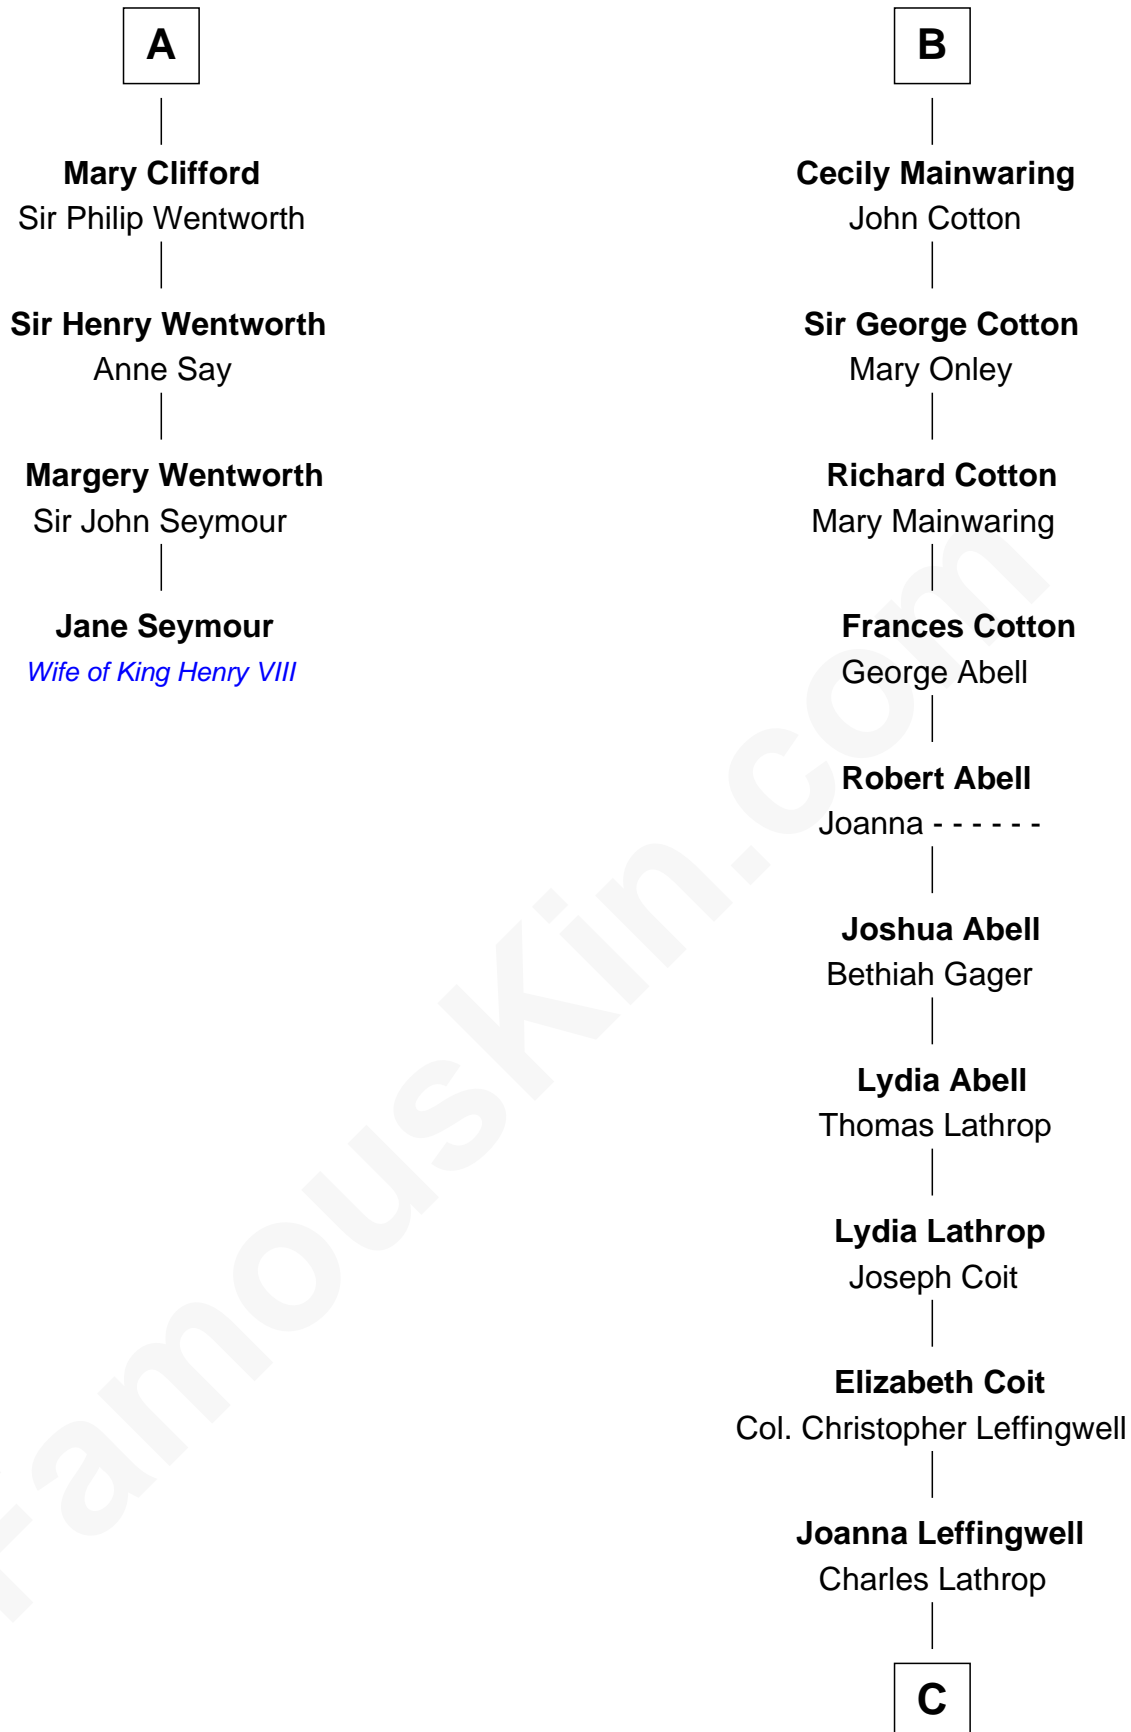 A
Mary Clifford
Sir Philip Wentworth
Sir Henry Wentworth
Anne Say
Margery Wentworth
Sir John Seymour
Jane Seymour
Wife of King Henry VIII
B
Cecily Mainwaring
John Cotton
Sir George Cotton
Mary Onley
Richard Cotton
Mary Mainwaring
Frances Cotton
George Abell
Robert Abell
Joanna - - - - - -
Joshua Abell
Bethiah Gager
Lydia Abell
Thomas Lathrop
Lydia Lathrop
Joseph Coit
Elizabeth Coit
Col. Christopher Leffingwell
Joanna Leffingwell
Charles Lathrop
C
FamousKin.com